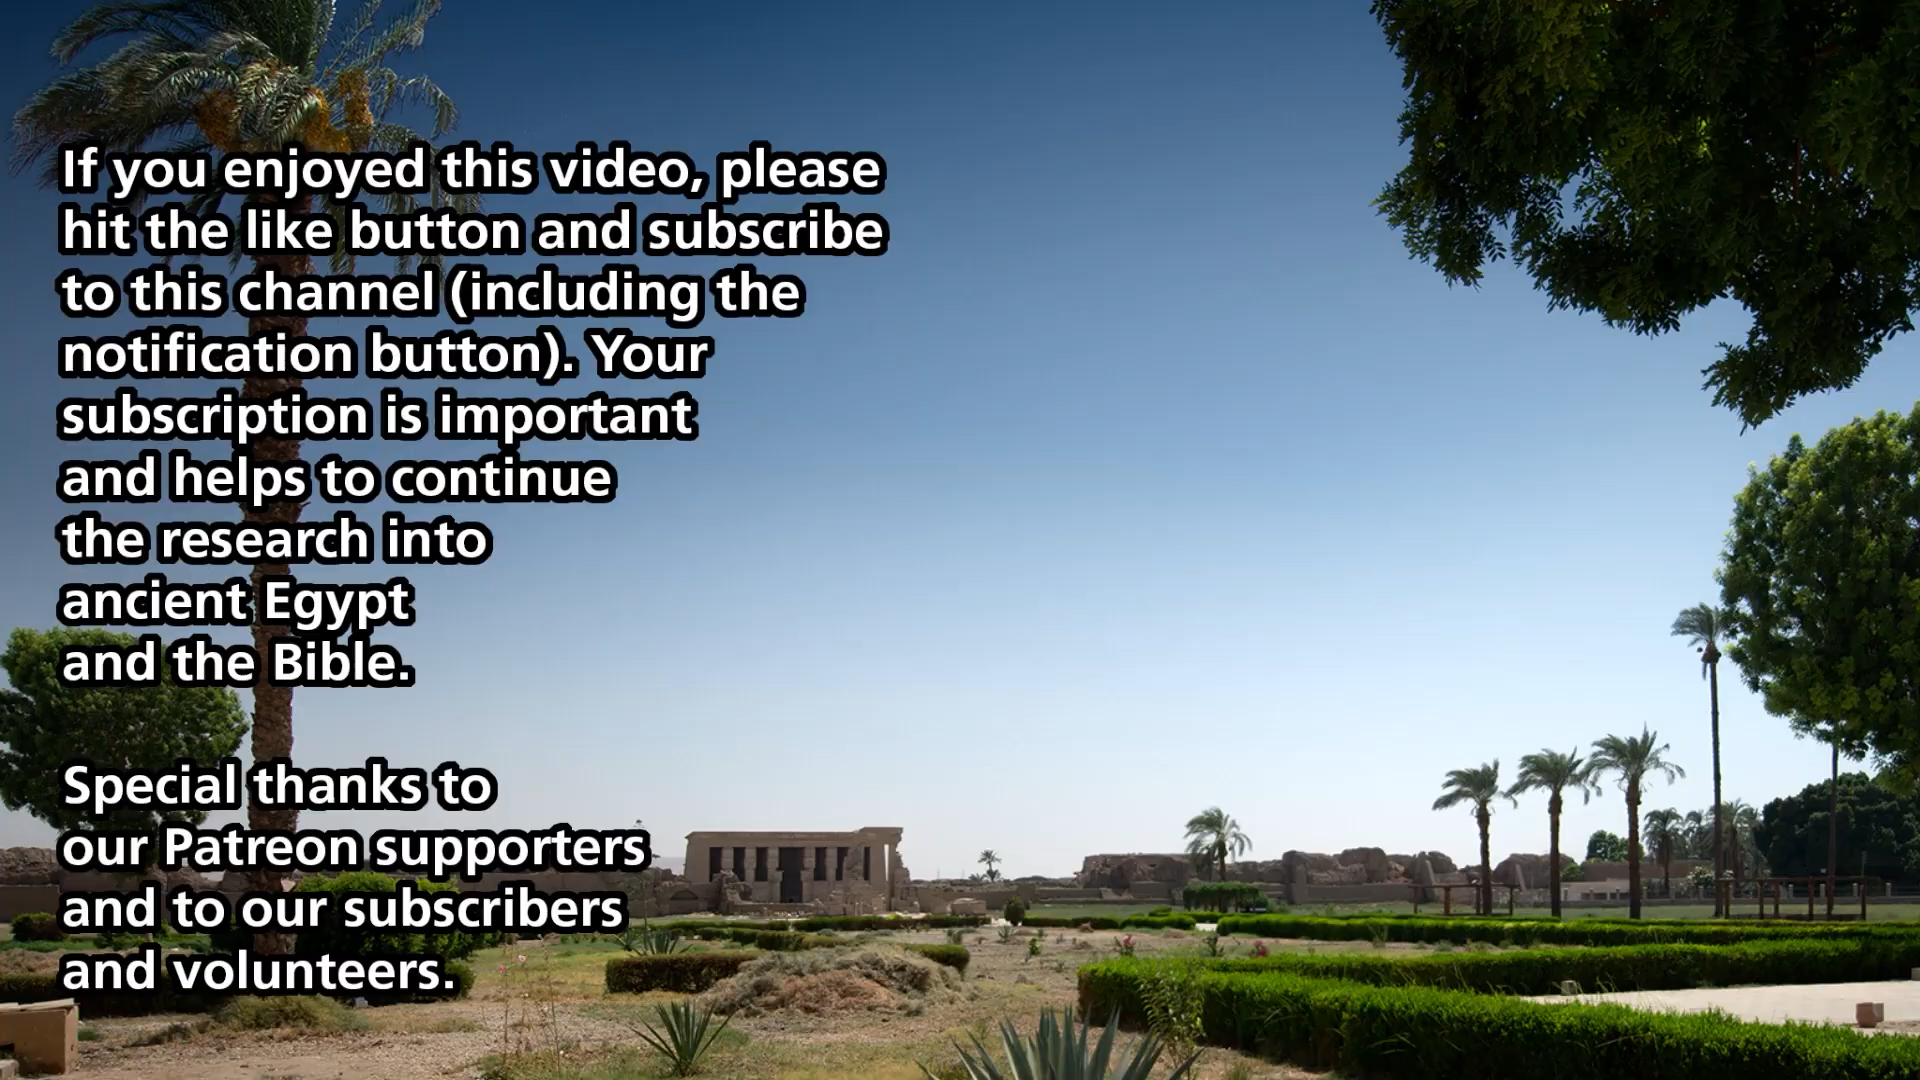 If you enjoyed this video, please
hit the like button and subscribe
to this channel (including the
notification button). Your
subscription is important
and helps to continue
the research into
ancient Egypt
and the Bible.
Special thanks to
our Patreon supporters
and to our subscribers
and volunteers.